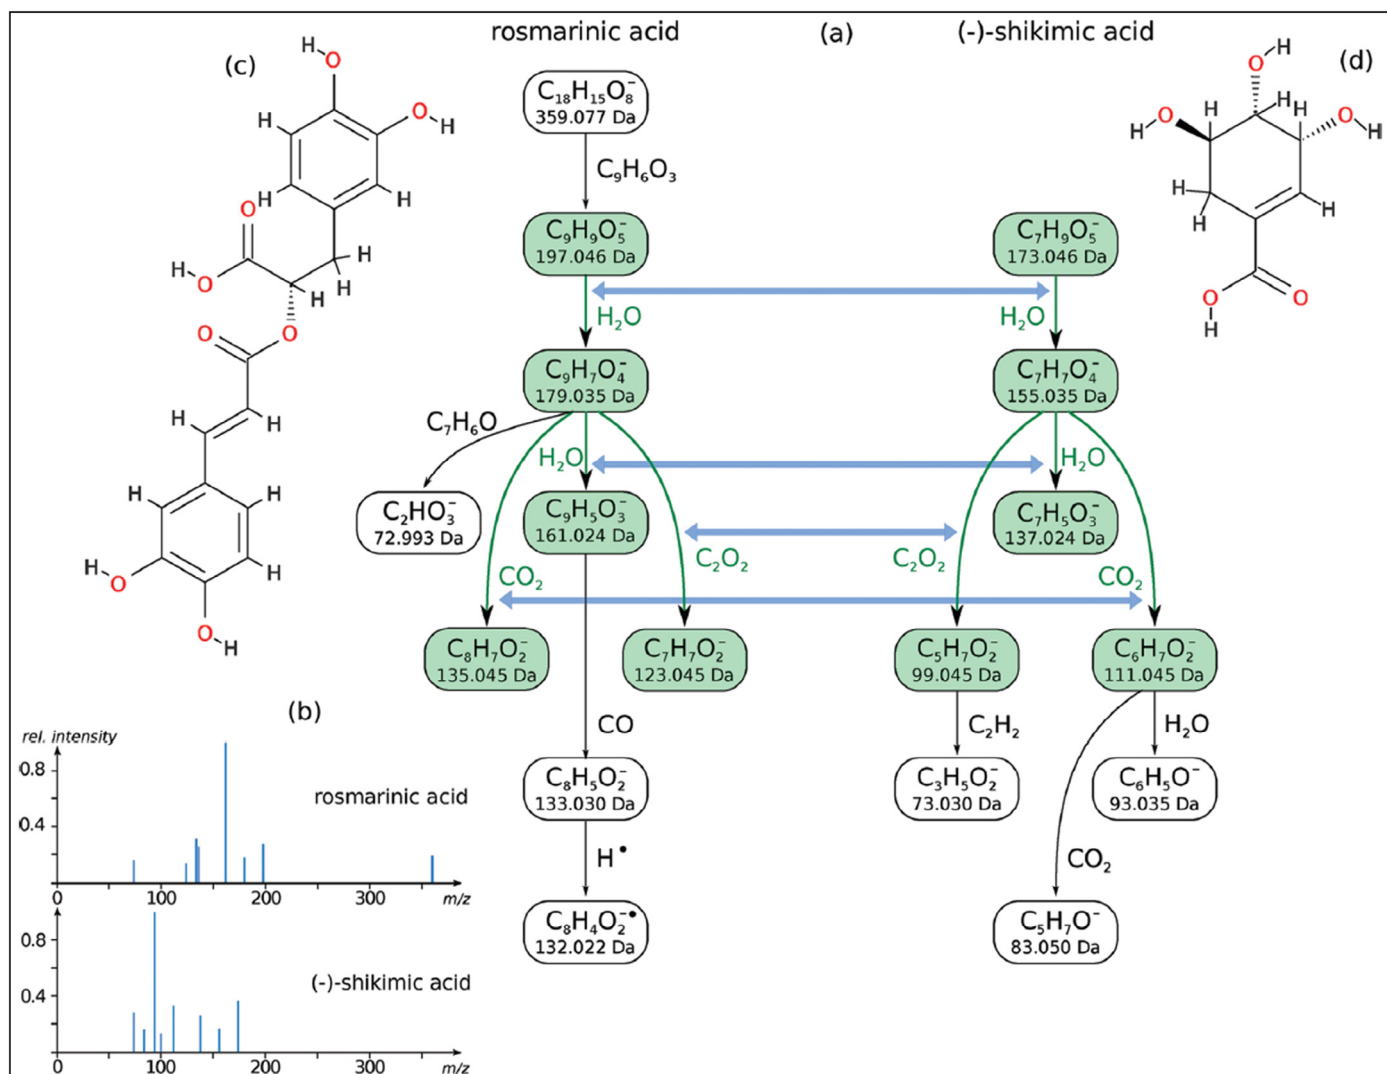 rosmarinic acid
(a)
(-)-shikimic acid
(c)
(d)
C₁₈H₁₅O₈⁻
359.077 Da
C₉H₆O₃
C₉H₉O₅⁻
197.046 Da
C₇H₉O₅⁻
173.046 Da
H₂O
H₂O
C₉H₇O₄⁻
179.035 Da
C₇H₇O₄⁻
155.035 Da
C₇H₆O
H₂O
H₂O
C₂HO₃⁻
72.993 Da
C₉H₅O₃⁻
161.024 Da
C₇H₅O₃⁻
137.024 Da
CO₂
C₂O₂
C₂O₂
CO₂
C₈H₇O₂⁻
135.045 Da
C₇H₇O₂⁻
123.045 Da
C₅H₇O₂⁻
99.045 Da
C₆H₇O₂⁻
111.045 Da
CO
C₂H₂
H₂O
C₈H₅O₂⁻
133.030 Da
C₃H₅O₂⁻
73.030 Da
C₆H₅O⁻
93.035 Da
H•
CO₂
C₈H₄O₂⁻•
132.022 Da
C₅H₇O⁻
83.050 Da
H O
O H
H
H
H
O
H
H O
H
H
O
O
H
H
H
H
H
H O
O H
O H
H O
H
H
H
O H
H
H
H
O
H
O
(b)
rel. intensity
0.8
rosmarinic acid
0.4
0 100 200 300 m/z
0.8
(-)-shikimic acid
0.4
0 100 200 300 m/z